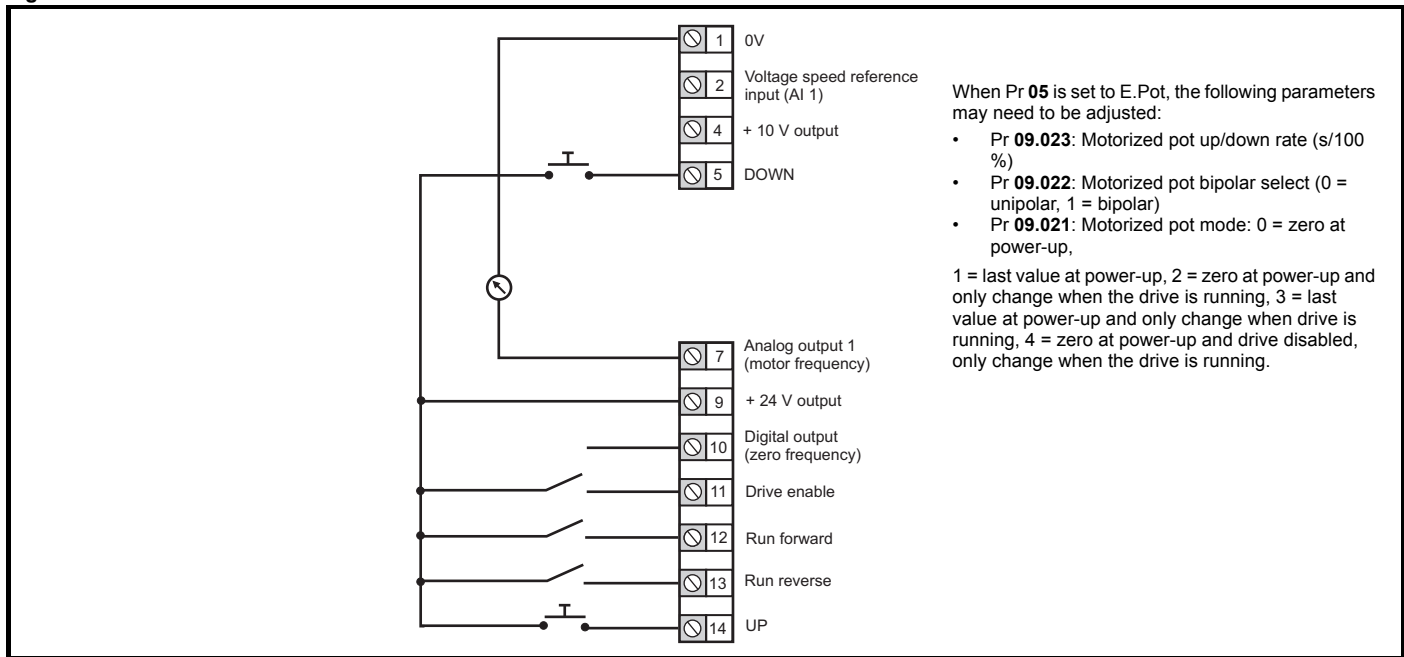 1 0V
2 Voltage speed reference
input (AI 1)
4 + 10 V output
5 DOWN
7 Analog output 1
(motor frequency)
9 + 24 V output
10 Digital output
(zero frequency)
11 Drive enable
12 Run forward
13 Run reverse
14 UP
When Pr 05 is set to E.Pot, the following parameters
may need to be adjusted:
• Pr 09.023: Motorized pot up/down rate (s/100
%)
• Pr 09.022: Motorized pot bipolar select (0 =
unipolar, 1 = bipolar)
• Pr 09.021: Motorized pot mode: 0 = zero at
power-up,
1 = last value at power-up, 2 = zero at power-up and
only change when the drive is running, 3 = last
value at power-up and only change when drive is
running, 4 = zero at power-up and drive disabled,
only change when the drive is running.